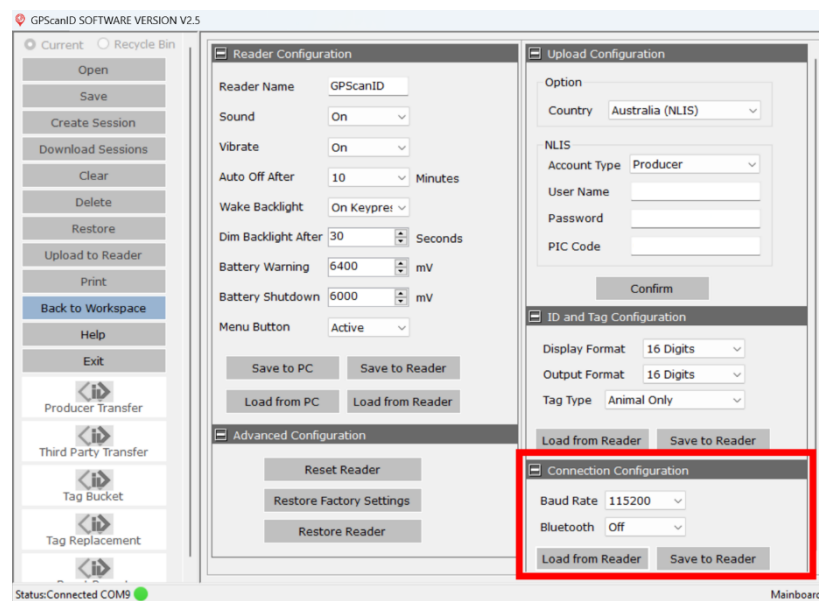 GPScanID SOFTWARE VERSION V2.5
Current Recycle Bin
Open
Save
Create Session
Download Sessions
Clear
Delete
Restore
Upload to Reader
Print
Back to Workspace
Help
Exit
Producer Transfer
Third Party Transfer
Tag Bucket
Tag Replacement
Reader Configuration
Reader Name GPScanID
Sound On
Vibrate On
Auto Off After 10 Minutes
Wake Backlight On Keypres
Dim Backlight After 30 Seconds
Battery Warning 6400 mV
Battery Shutdown 6000 mV
Menu Button Active
Save to PC Save to Reader
Load from PC Load from Reader
Advanced Configuration
Reset Reader
Restore Factory Settings
Restore Reader
Upload Configuration
Option
Country Australia (NLIS)
NLIS
Account Type Producer
User Name
Password
PIC Code
Confirm
ID and Tag Configuration
Display Format 16 Digits
Output Format 16 Digits
Tag Type Animal Only
Load from Reader Save to Reader
Connection Configuration
Baud Rate 115200
Bluetooth Off
Load from Reader Save to Reader
Status:Connected COM9
Mainboard